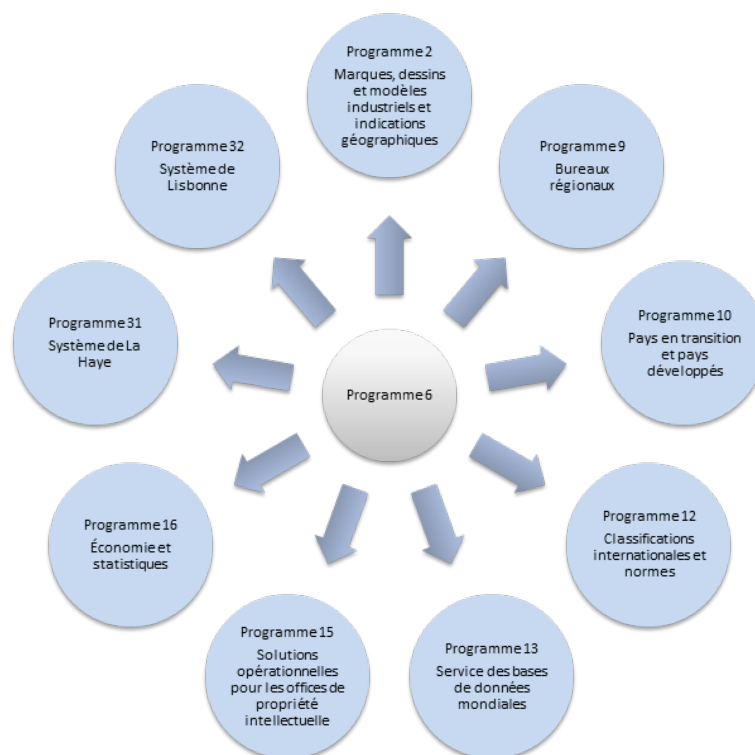 Programme 2
Marques, dessins
et modèles
industriels et
indications
géographiques
Programme 9
Bureaux
régionaux
Programme 10
Pays en transition
et pays
développés
Programme 12
Classifications
internationales et
normes
Programme 13
Service des bases
de données
mondiales
Programme 15
Solutions
opérationnelles
pour les offices de
propriété
intellectuelle
Programme 16
Économie et
statistiques
Programme 31
Système de La
Haye
Programme 32
Système de
Lisbonne
Programme 6